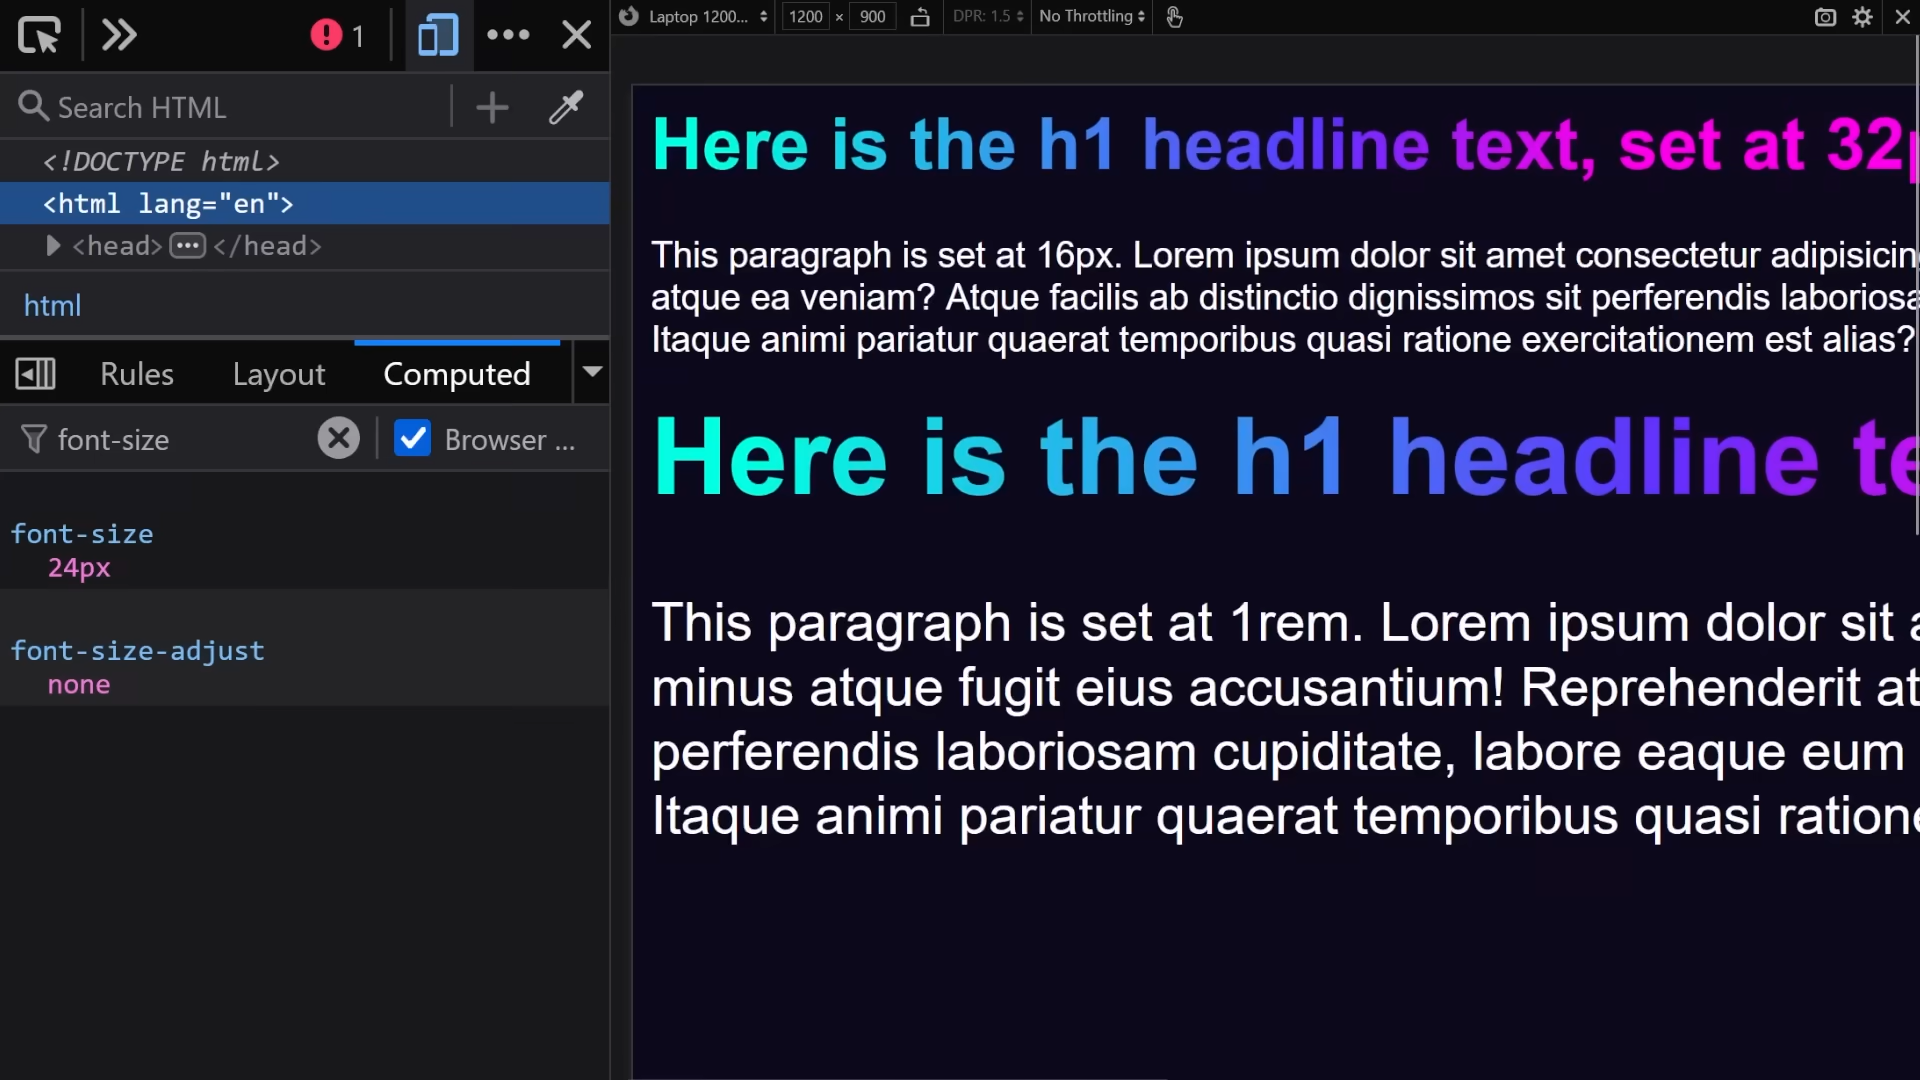 1
Laptop 1200...
1200 × 900
DPR: 1.5
No Throttling
Search HTML
<!DOCTYPE html>
<html lang="en">
<head> ••• </head>
html
Rules
Layout
Computed
font-size
Browser ...
font-size
24px
font-size-adjust
none
Here is the h1 headline text, set at 32p
This paragraph is set at 16px. Lorem ipsum dolor sit amet consectetur adipisicin
atque ea veniam? Atque facilis ab distinctio dignissimos sit perferendis laboriosa
Itaque animi pariatur quaerat temporibus quasi ratione exercitationem est alias?
Here is the h1 headline te
This paragraph is set at 1rem. Lorem ipsum dolor sit a
minus atque fugit eius accusantium! Reprehenderit at
perferendis laboriosam cupiditate, labore eaque eum
Itaque animi pariatur quaerat temporibus quasi ratione